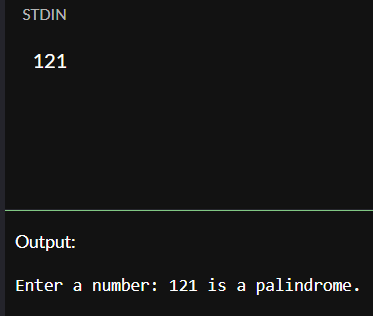 STDIN
121
Output:
Enter a number: 121 is a palindrome.